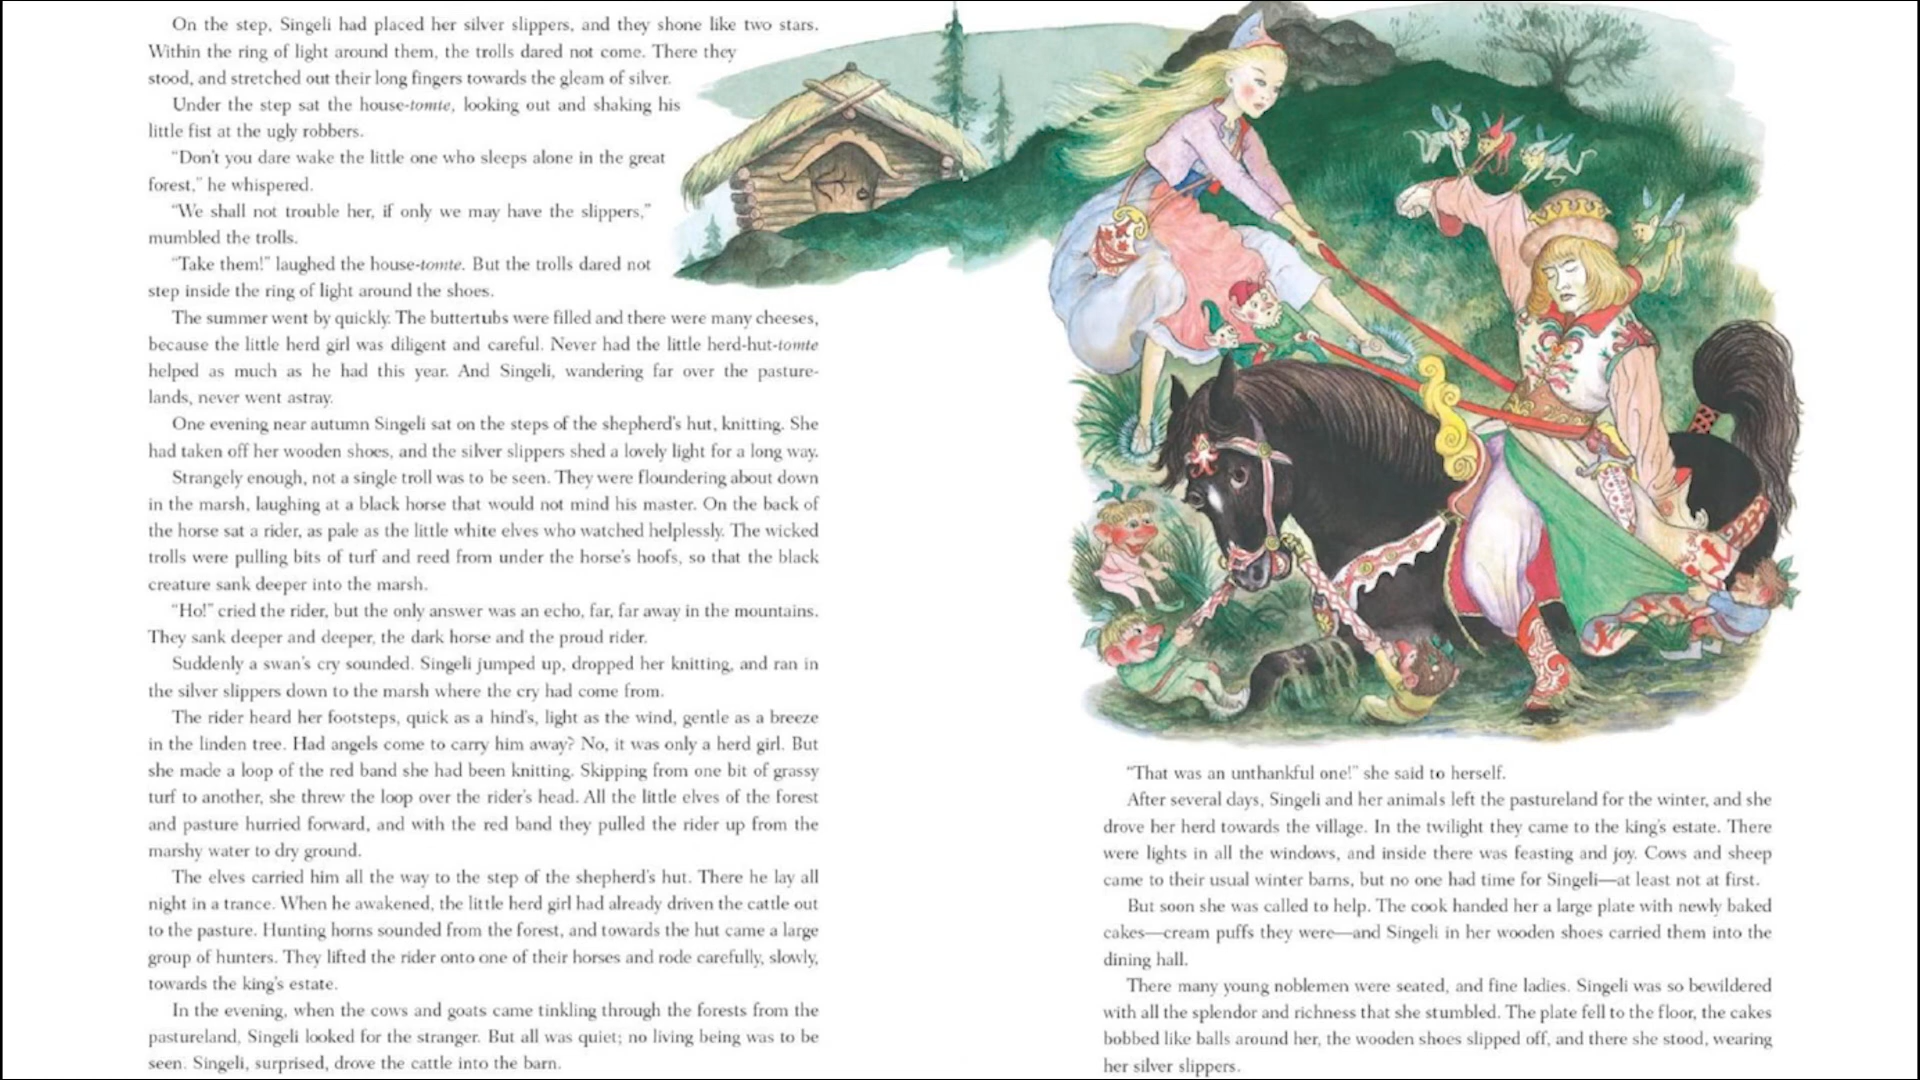 On the step, Singeli had placed her silver slippers, and they shone like two stars.
Within the ring of light around them, the trolls dared not come. There they
stood, and stretched out their long fingers towards the gleam of silver.
Under the step sat the house-tomte, looking out and shaking his
little fist at the ugly robbers.
“Don’t you dare wake the little one who sleeps alone in the great
forest,” he whispered.
“We shall not trouble her, if only we may have the slippers,”
mumbled the trolls.
“Take them!” laughed the house-tomte. But the trolls dared not
step inside the ring of light around the shoes.
The summer went by quickly. The buttertubs were filled and there were many cheeses,
because the little herd girl was diligent and careful. Never had the little herd-hut-tomte
helped as much as he had this year. And Singeli, wandering far over the pasture-
lands, never went astray.
One evening near autumn Singeli sat on the steps of the shepherd’s hut, knitting. She
had taken off her wooden shoes, and the silver slippers shed a lovely light for a long way.
Strangely enough, not a single troll was to be seen. They were floundering about down
in the marsh, laughing at a black horse that would not mind his master. On the back of
the horse sat a rider, as pale as the little white elves who watched helplessly. The wicked
trolls were pulling bits of turf and reed from under the horse’s hoofs, so that the black
creature sank deeper into the marsh.
“Ho!” cried the rider, but the only answer was an echo, far, far away in the mountains.
They sank deeper and deeper, the dark horse and the proud rider.
Suddenly a swan’s cry sounded. Singeli jumped up, dropped her knitting, and ran in
the silver slippers down to the marsh where the cry had come from.
The rider heard her footsteps, quick as a hind’s, light as the wind, gentle as a breeze
in the linden tree. Had angels come to carry him away? No, it was only a herd girl. But
she made a loop of the red band she had been knitting. Skipping from one bit of grassy
turf to another, she threw the loop over the rider’s head. All the little elves of the forest
and pasture hurried forward, and with the red band they pulled the rider up from the
marshy water to dry ground.
The elves carried him all the way to the step of the shepherd’s hut. There he lay all
night in a trance. When he awakened, the little herd girl had already driven the cattle out
to the pasture. Hunting horns sounded from the forest, and towards the hut came a large
group of hunters. They lifted the rider onto one of their horses and rode carefully, slowly,
towards the king’s estate.
In the evening, when the cows and goats came tinkling through the forests from the
pastureland, Singeli looked for the stranger. But all was quiet; no living being was to be
seen. Singeli, surprised, drove the cattle into the barn.
“That was an unthankful one!” she said to herself.
After several days, Singeli and her animals left the pastureland for the winter, and she
drove her herd towards the village. In the twilight they came to the king’s estate. There
were lights in all the windows, and inside there was feasting and joy. Cows and sheep
came to their usual winter barns, but no one had time for Singeli—at least not at first.
But soon she was called to help. The cook handed her a large plate with newly baked
cakes—cream puffs they were—and Singeli in her wooden shoes carried them into the
dining hall.
There many young noblemen were seated, and fine ladies. Singeli was so bewildered
with all the splendor and richness that she stumbled. The plate fell to the floor, the cakes
bobbed like balls around her, the wooden shoes slipped off, and there she stood, wearing
her silver slippers.